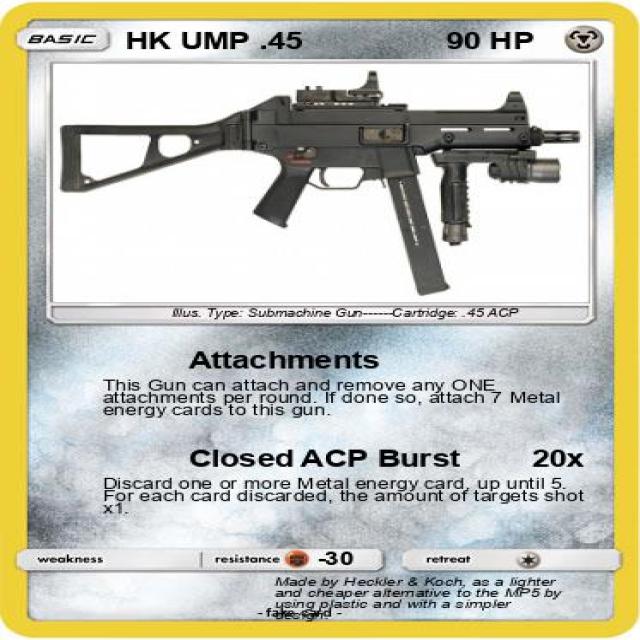 BASIC HK UMP .45 90 HP
Illus. Type: Submachine Gun------Cartridge: .45 ACP
Attachments
This Gun can attach and remove any ONE
attachments per round. If done so, attach 7 Metal
energy cards to this gun.
Closed ACP Burst 20x
Discard one or more Metal energy card, up until 5.
For each card discarded, the amount of targets shot
x1.
weakness resistance -30 retreat
Made by Heckler & Koch, as a lighter
and cheaper alternative to the MP5 by
using plastic and with a simpler
design.
- fake card -